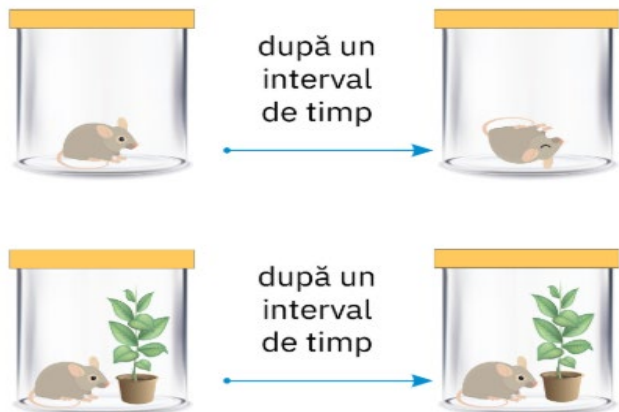 după un
interval
de timp
după un
interval
de timp